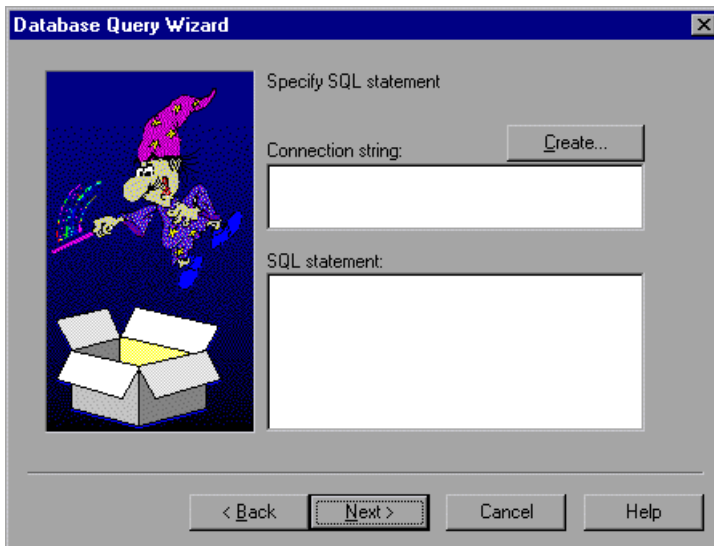 Database Query Wizard
Specify SQL statement
Create...
Connection string:
SQL statement:
< Back
Next >
Cancel
Help